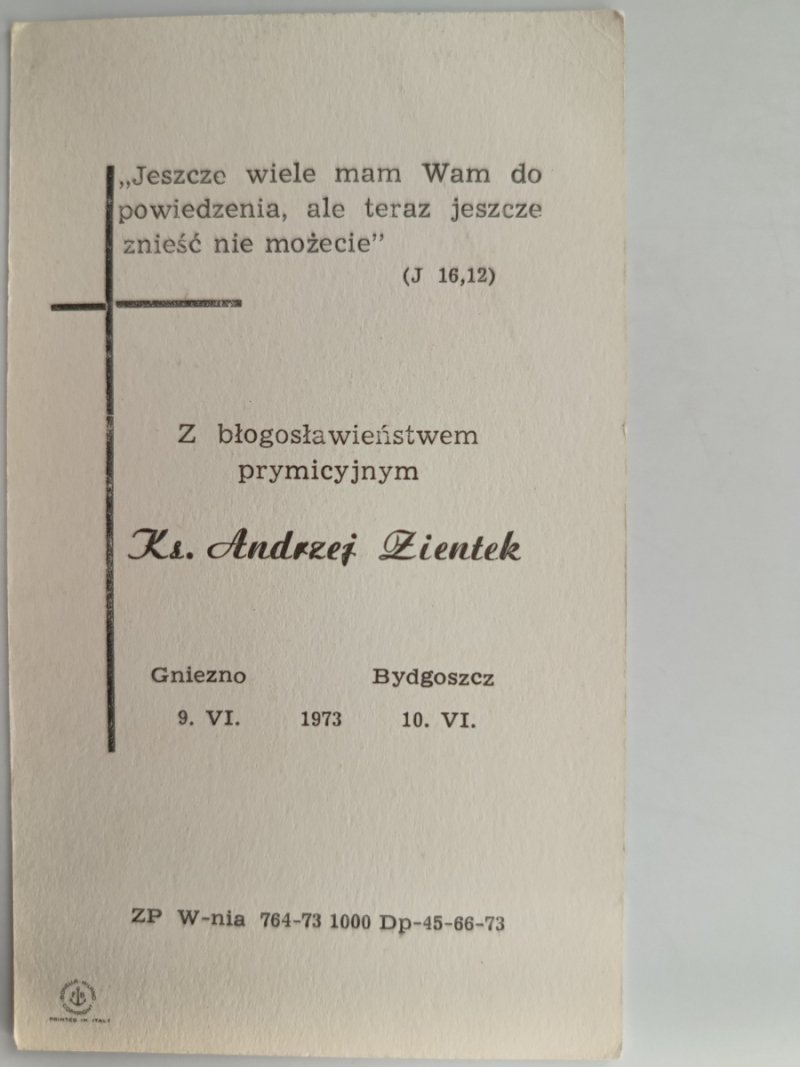 „Jeszcze wiele mam Wam do
powiedzenia, ale teraz jeszcze
znieść nie możecie”
(J 16,12)
Z błogosławieństwem
prymicyjnym
Ks. Andrzej Zientek
Gniezno Bydgoszcz
9. VI. 1973 10. VI.
ZP W-nia 764-73 1000 Dp-45-66-73
PRINTED IN ITALY